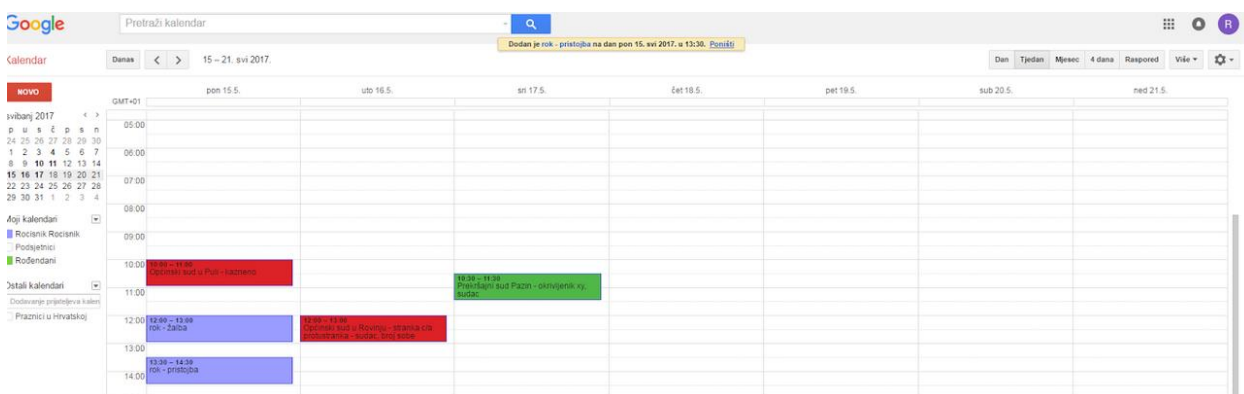 Google
Pretraži kalendar
R
Dodan je rok - pristojba na dan pon 15. svi 2017. u 13:30. Poništi
Kalendar
Danas
15 – 21. svi 2017.
Dan Tjedan Mjesec 4 dana Raspored Više
NOVO
pon 15.5. uto 16.5. sri 17.5. čet 18.5. pet 19.5. sub 20.5. ned 21.5.
GMT+01
svibanj 2017
p u s č p s n
24 25 26 27 28 29 30
1 2 3 4 5 6 7
8 9 10 11 12 13 14
15 16 17 18 19 20 21
22 23 24 25 26 27 28
29 30 31 1 2 3 4
Moji kalendari
Rocisnik Rocisnik
Podsjetnici
Rođendani
Ostali kalendari
Dodavanje prijateljeva kalen
Praznici u Hrvatskoj
05:00
06:00
07:00
08:00
09:00
10:00
11:00
12:00
13:00
14:00
10:00 – 11:00
Općinski sud u Puli - kazneno
12:00 – 13:00
rok - žalba
13:30 – 14:30
rok - pristojba
12:00 – 13:00
Općinski sud u Rovinju - stranka c/a
protustranka - sudac, broj sobe
10:30 – 11:30
Prekršajni sud Pazin - okrivljenik xy,
sudac